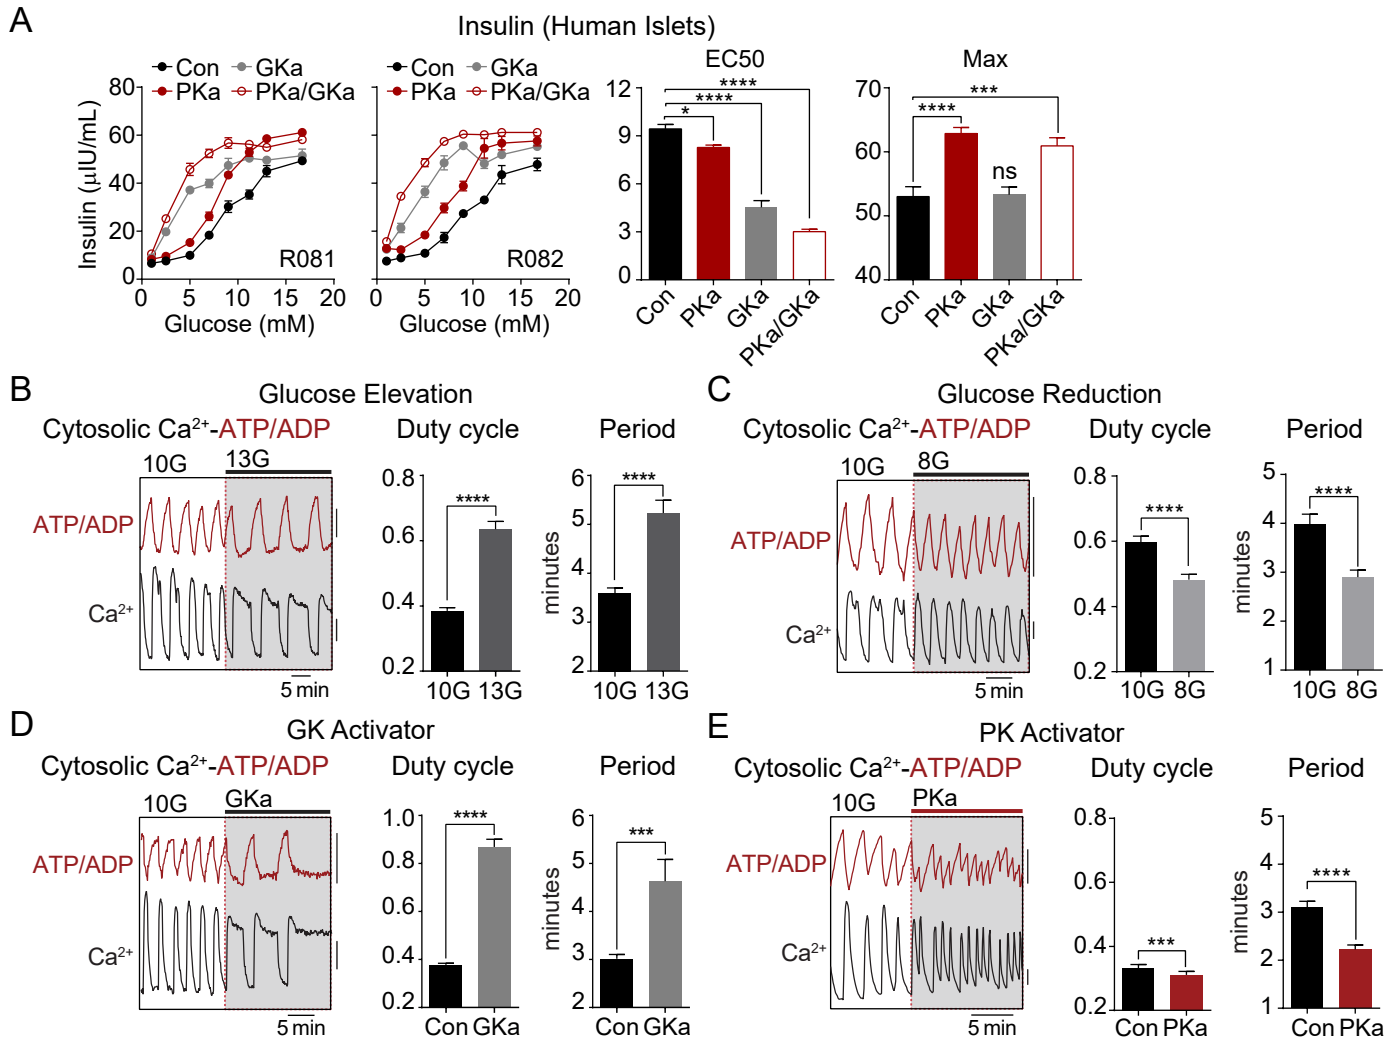 A
Insulin (Human Islets)
Con GKa
PKa PKa/GKa
Insulin (μIU/mL)
80
60
40
20
0
0 5 10 15 20
Glucose (mM)
R081
Con GKa
PKa PKa/GKa
0 5 10 15 20
Glucose (mM)
R082
EC50
12
9
6
3
0
****
****
*
Con PKa GKa PKa/GKa
Max
70
60
50
40
***
****
ns
Con PKa GKa PKa/GKa
B
Glucose Elevation
Cytosolic Ca²⁺-ATP/ADP
10G 13G
ATP/ADP
Ca²⁺
5 min
Duty cycle
0.8
0.6
0.4
0.2
****
10G 13G
Period
minutes
6
5
4
3
2
****
10G 13G
C
Glucose Reduction
Cytosolic Ca²⁺-ATP/ADP
10G 8G
ATP/ADP
Ca²⁺
5 min
Duty cycle
0.8
0.6
0.4
0.2
****
10G 8G
Period
minutes
5
4
3
2
1
****
10G 8G
D
GK Activator
Cytosolic Ca²⁺-ATP/ADP
10G GKa
ATP/ADP
Ca²⁺
5 min
Duty cycle
1.0
0.8
0.6
0.4
0.2
****
Con GKa
Period
minutes
6
5
4
3
2
***
Con GKa
E
PK Activator
Cytosolic Ca²⁺-ATP/ADP
10G PKa
ATP/ADP
Ca²⁺
5 min
Duty cycle
0.8
0.6
0.4
0.2
***
Con PKa
Period
minutes
5
4
3
2
1
****
Con PKa